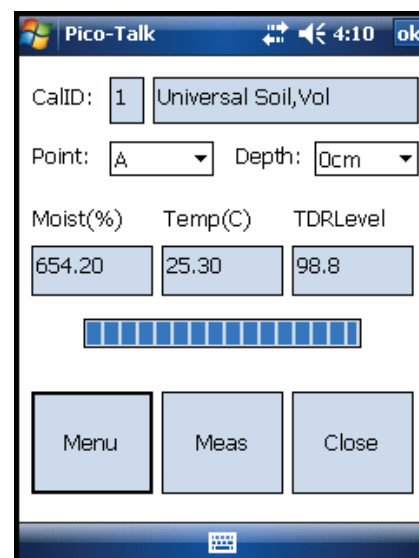 Pico-Talk 4:10 ok
CalID: 1 Universal Soil,Vol
Point: A Depth: 0cm
Moist(%) Temp(C) TDRLevel
654.20 25.30 98.8
Menu Meas Close